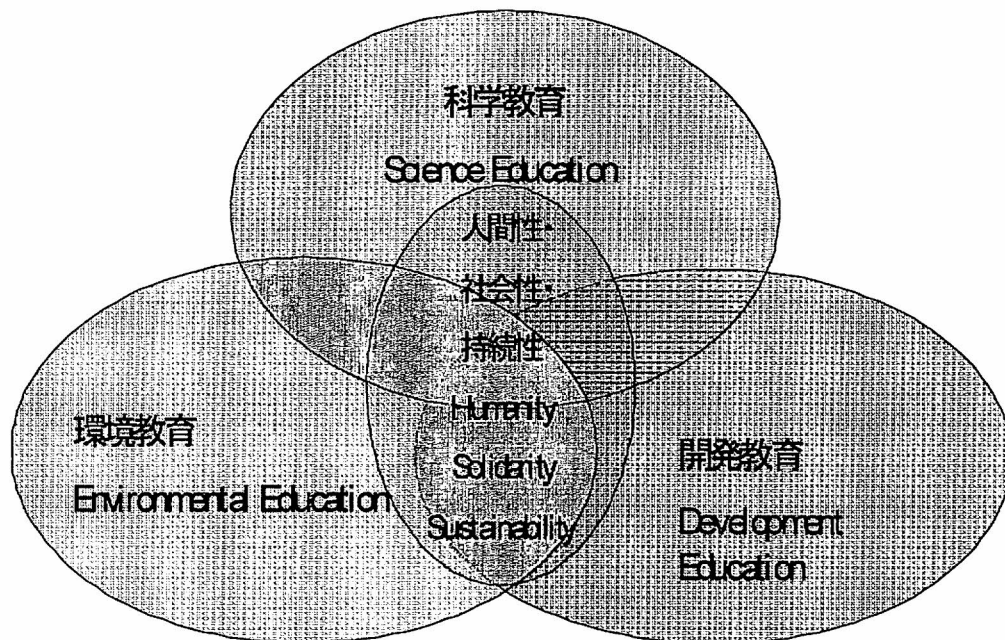 科学教育
Science Education
人間性・
社会性・
持続性
Humanity
Solidarity
Sustainability
環境教育
Environmental Education
開発教育
Development
Education